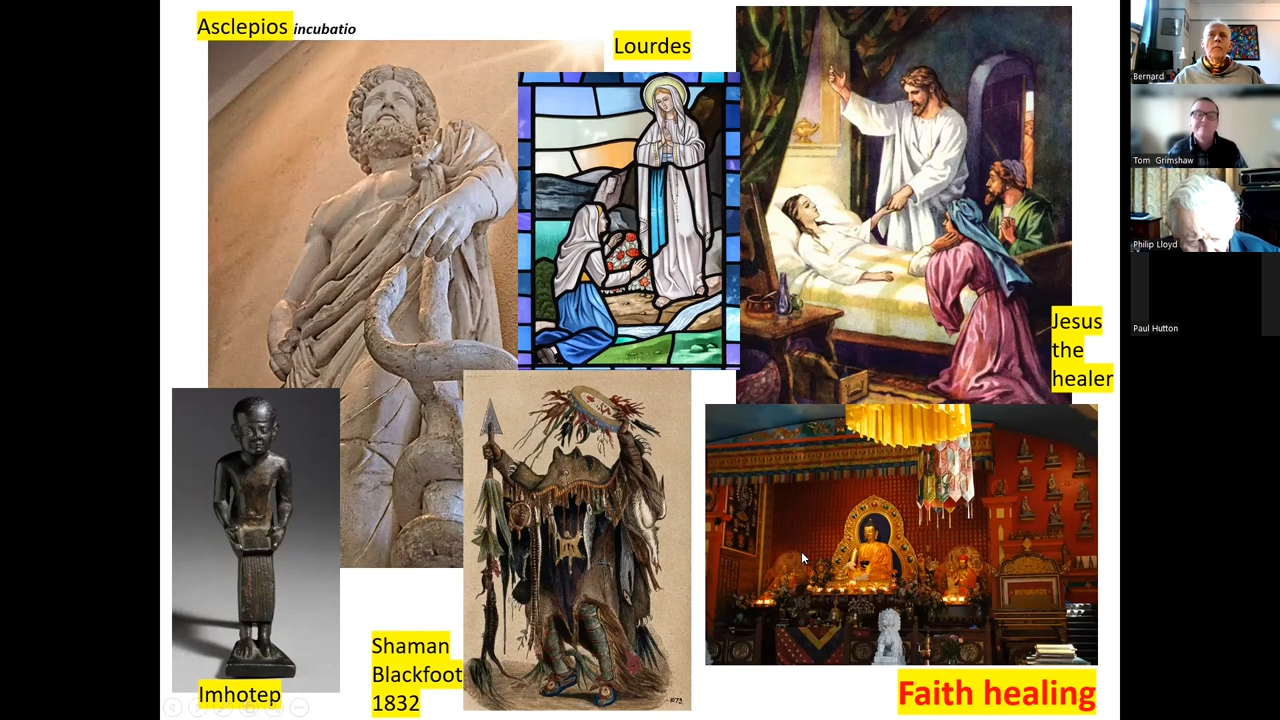 Asclepios incubatio
Lourdes
Jesus
the
healer
Imhotep
Shaman
Blackfoot
1832
Faith healing
Bernard
Tom Grimshaw
Philip Lloyd
Paul Hutton